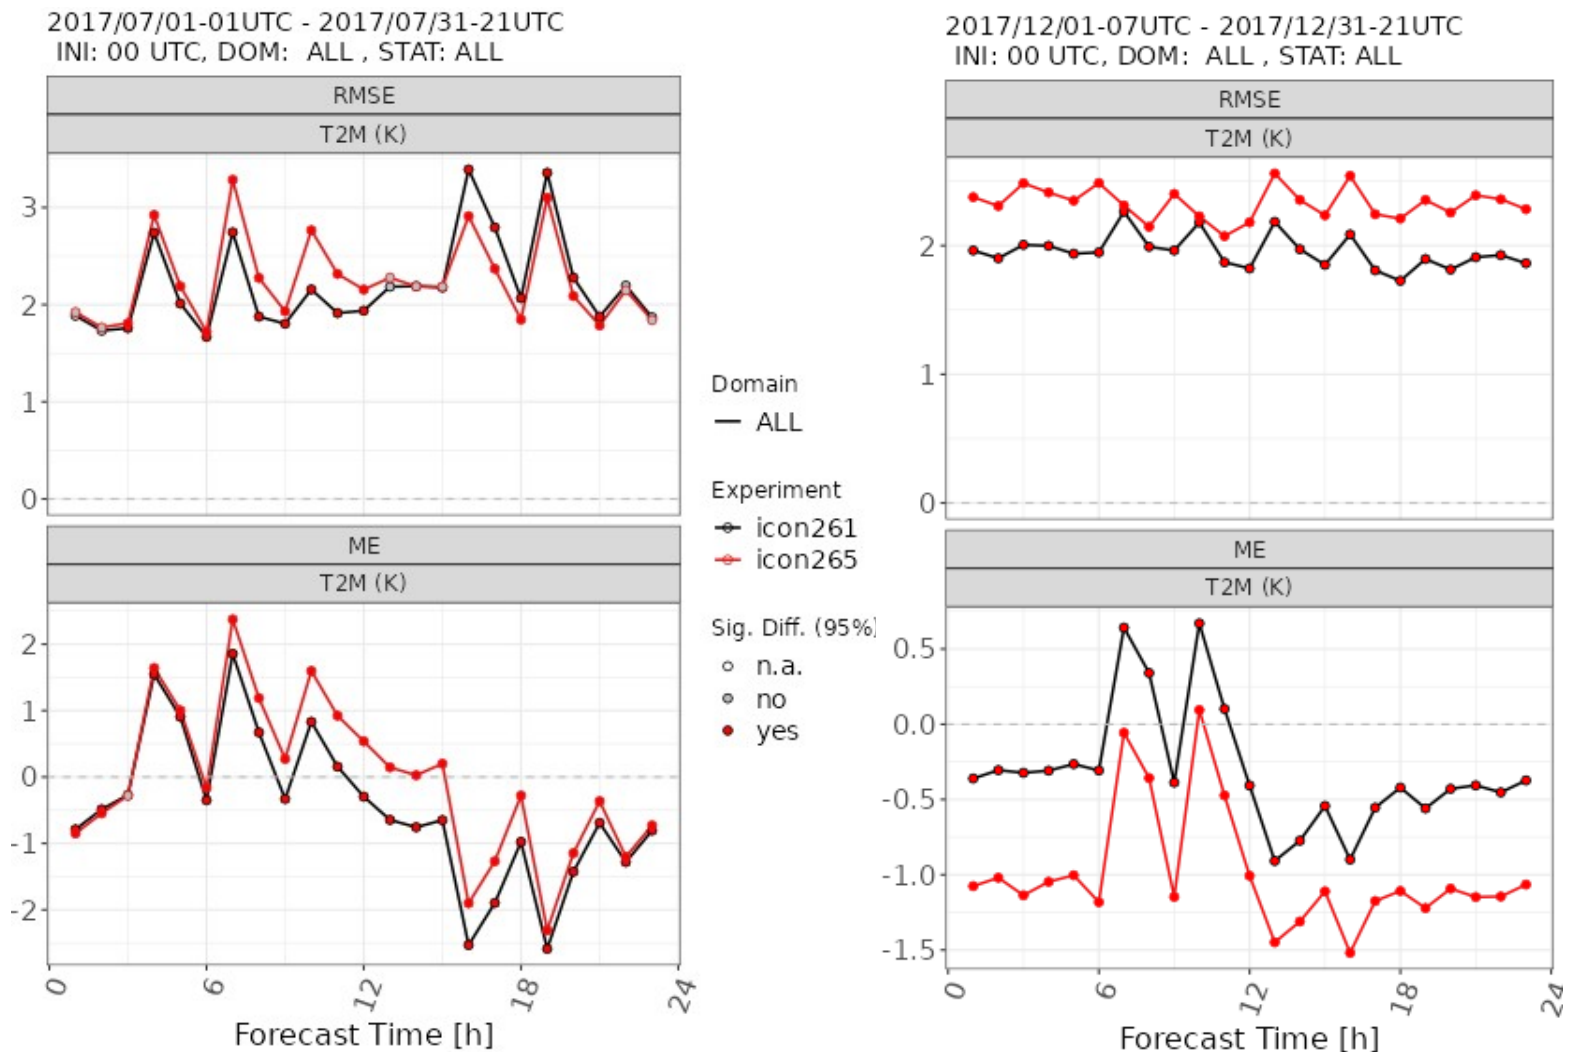 2017/07/01-01UTC - 2017/07/31-21UTC
INI: 00 UTC, DOM:  ALL , STAT: ALL
RMSE
T2M (K)
3
2
1
0
ME
T2M (K)
2
1
0
-1
-2
0
6
12
18
24
Forecast Time [h]
Domain
ALL
Experiment
icon261
icon265
Sig. Diff. (95%)
n.a.
no
yes
2017/12/01-07UTC - 2017/12/31-21UTC
INI: 00 UTC, DOM:  ALL , STAT: ALL
RMSE
T2M (K)
2
1
0
ME
T2M (K)
0.5
0.0
-0.5
-1.0
-1.5
0
6
12
18
24
Forecast Time [h]